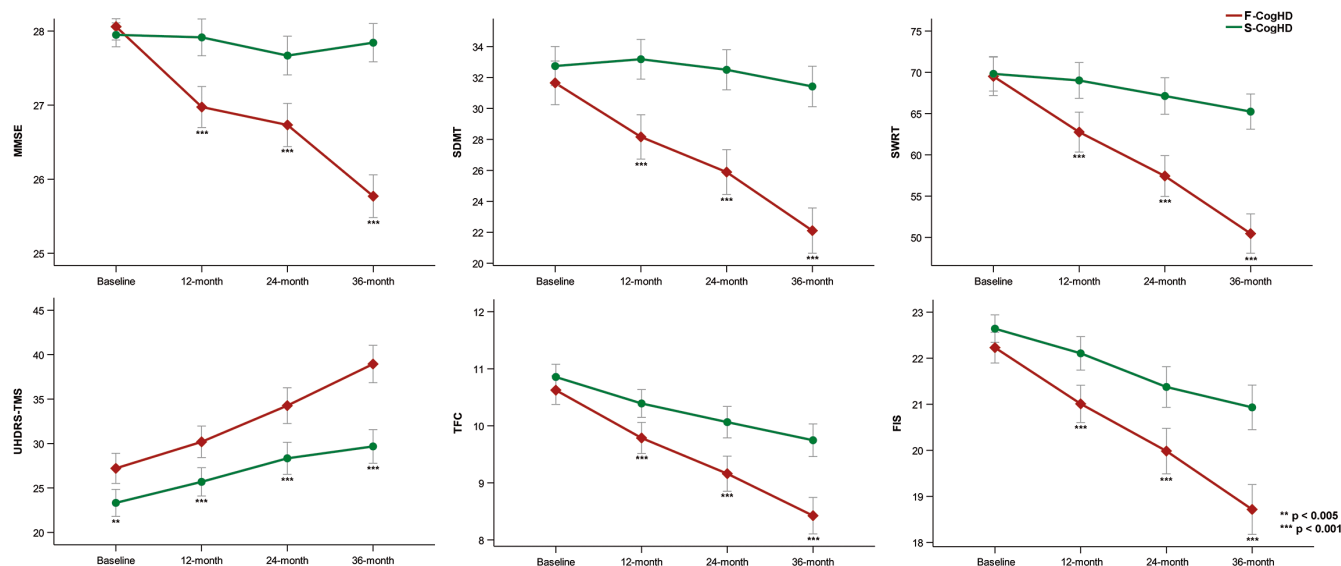 F-CogHD
S-CogHD
MMSE
28
27
26
25
***
***
***
Baseline
12-month
24-month
36-month
SDMT
34
32
30
28
26
24
22
20
***
***
***
Baseline
12-month
24-month
36-month
SWRT
75
70
65
60
55
50
***
***
***
Baseline
12-month
24-month
36-month
UHDRS-TMS
45
40
35
30
25
20
**
***
***
***
Baseline
12-month
24-month
36-month
TFC
12
11
10
9
8
***
***
***
Baseline
12-month
24-month
36-month
FIS
23
22
21
20
19
18
***
***
***
Baseline
12-month
24-month
36-month
** p < 0.005
*** p < 0.001